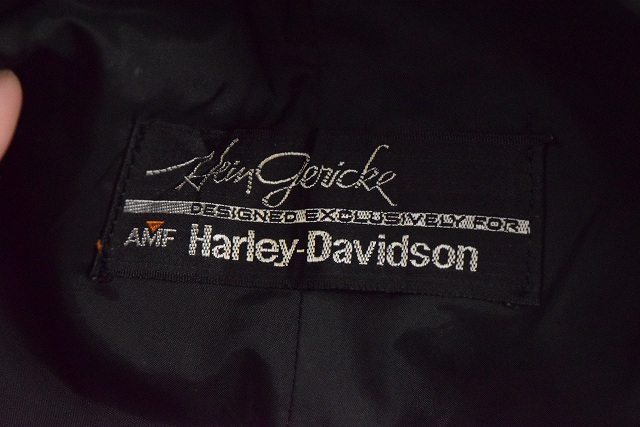 Hein Gericke
DESIGNED EXCLUSIVELY FOR
AMF Harley-Davidson